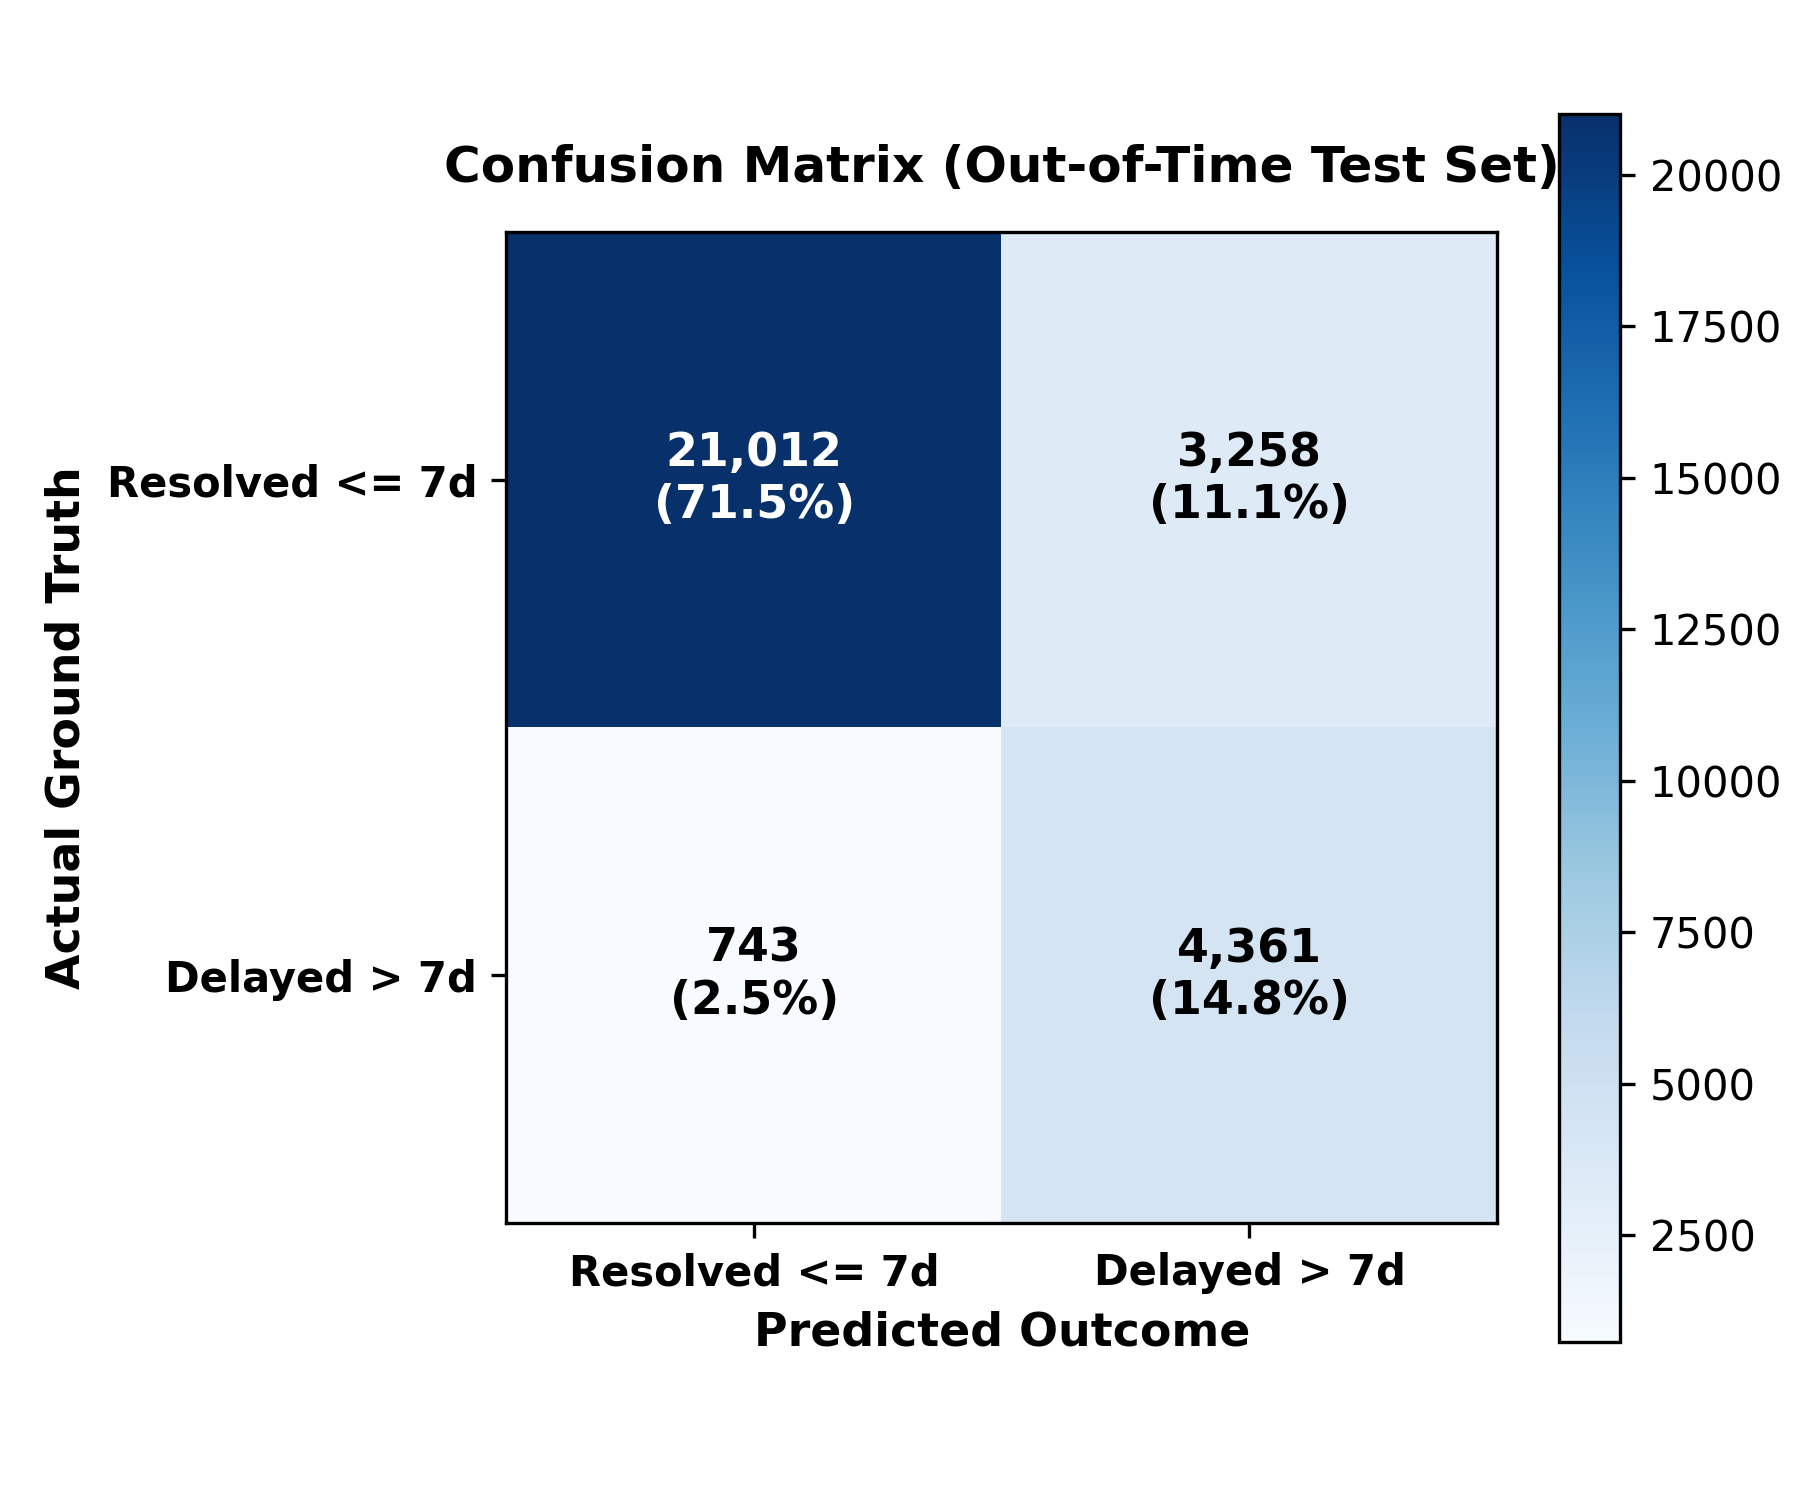 Confusion Matrix (Out-of-Time Test Set)
Actual Ground Truth
Resolved <= 7d
21,012
(71.5%)
3,258
(11.1%)
Delayed > 7d
743
(2.5%)
4,361
(14.8%)
Resolved <= 7d
Delayed > 7d
Predicted Outcome
20000
17500
15000
12500
10000
7500
5000
2500